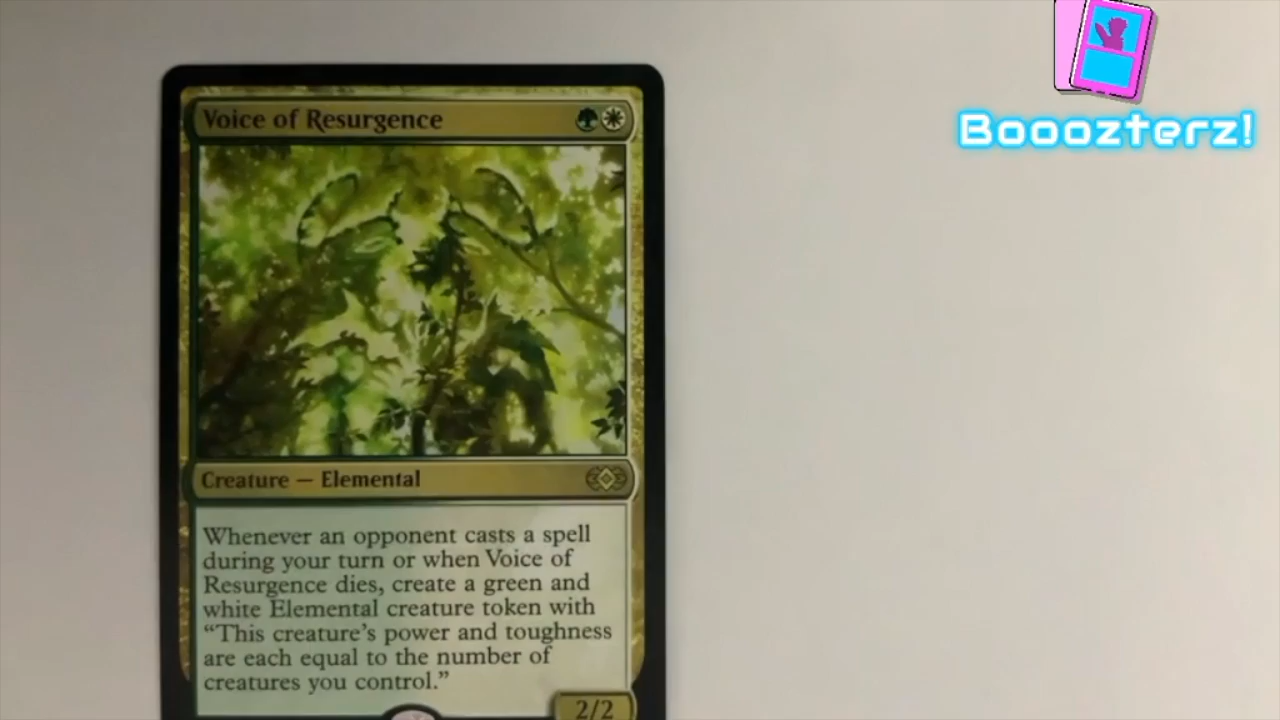 Booozterz!
Voice of Resurgence
Creature — Elemental
Whenever an opponent casts a spell
during your turn or when Voice of
Resurgence dies, create a green and
white Elemental creature token with
“This creature’s power and toughness
are each equal to the number of
creatures you control.”
2/2